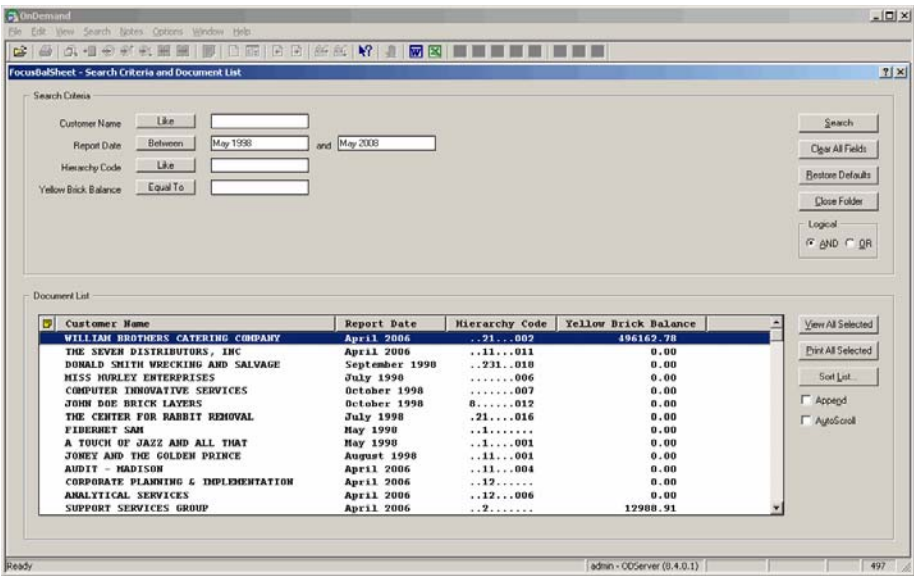 OnDemand
File Edit View Search Notes Options Window Help
FocusBalSheet - Search Criteria and Document List
Search Criteria
Customer Name Like
Report Date Between May 1998 and May 2008
Hierarchy Code Like
Yellow Brick Balance Equal To
Search
Clear All Fields
Restore Defaults
Close Folder
Logical
AND OR
Document List
Customer Name Report Date Hierarchy Code Yellow Brick Balance
WILLIAM BROTHERS CATERING COMPANY April 2006 ..21...002 496162.78
THE SEVEN DISTRIBUTORS, INC April 2006 ..11...011 0.00
DONALD SMITH WRECKING AND SALVAGE September 1998 ..231..018 0.00
MISS HURLEY ENTERPRISES July 1998 .......006 0.00
COMPUTER INNOVATIVE SERVICES October 1998 .......007 0.00
JOHN DOE BRICK LAYERS October 1998 8......012 0.00
THE CENTER FOR RABBIT REMOVAL July 1998 .21....016 0.00
FIBERNET SAM May 1998 ..1....... 0.00
A TOUCH OF JAZZ AND ALL THAT May 1998 ..1....001 0.00
JONEY AND THE GOLDEN PRINCE August 1998 ..11...001 0.00
AUDIT - MADISON April 2006 ..11...004 0.00
CORPORATE PLANNING & IMPLEMENTATION April 2006 ..12...... 0.00
ANALYTICAL SERVICES April 2006 ..12...006 0.00
SUPPORT SERVICES GROUP April 2006 ..2....... 12988.91
View All Selected
Print All Selected
Sort List...
Append
AutoScroll
Ready admin - ODServer (8.4.0.1) 497